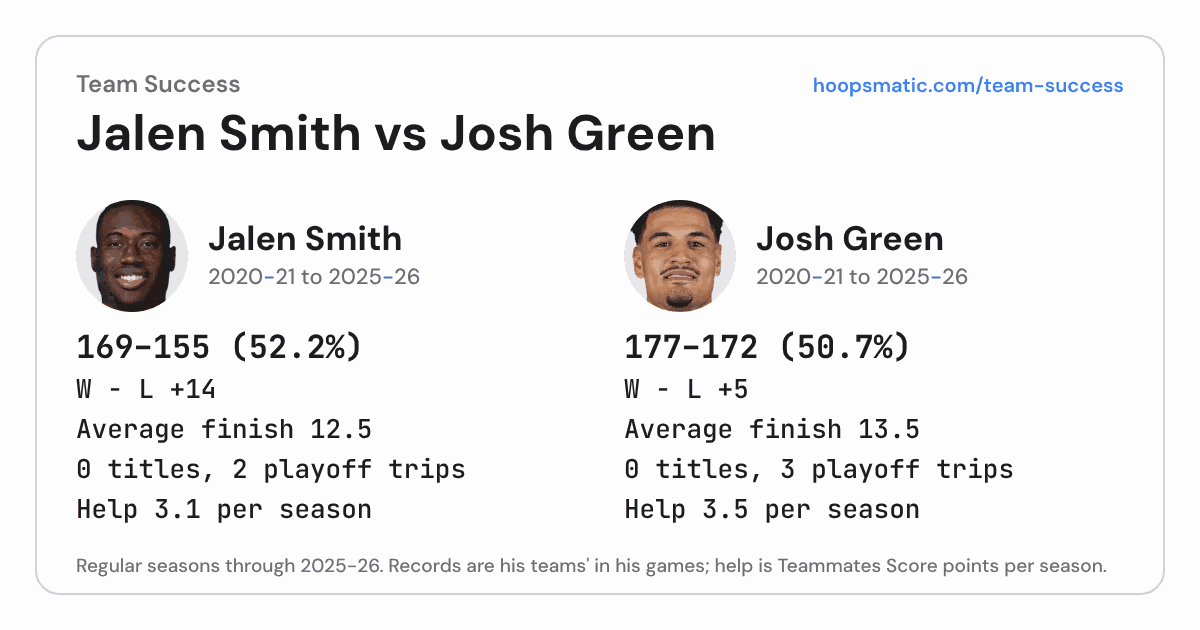 Team Success
hoopsmatic.com/team-success
Jalen Smith vs Josh Green
Jalen Smith
2020-21 to 2025-26
169-155 (52.2%)
W - L +14
Average finish 12.5
0 titles, 2 playoff trips
Help 3.1 per season
Josh Green
2020-21 to 2025-26
177-172 (50.7%)
W - L +5
Average finish 13.5
0 titles, 3 playoff trips
Help 3.5 per season
Regular seasons through 2025-26. Records are his teams' in his games; help is Teammates Score points per season.